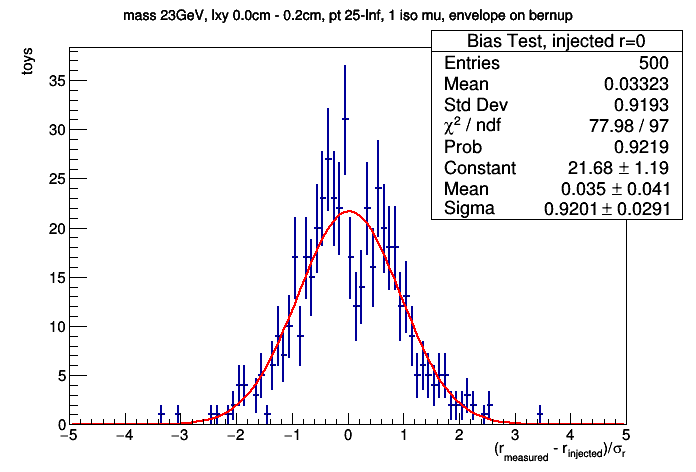 mass 23GeV, lxy 0.0cm - 0.2cm, pt 25-Inf, 1 iso mu, envelope on bernup
Bias Test, injected r=0
Entries 500
Mean 0.03323
Std Dev 0.9193
χ² / ndf 77.98 / 97
Prob 0.9219
Constant 21.68 ± 1.19
Mean 0.035 ± 0.041
Sigma 0.9201 ± 0.0291
toys
35
30
25
20
15
10
5
0
−5 −4 −3 −2 −1 0 1 2 3 4 5
(r_measured - r_injected)/σ_r